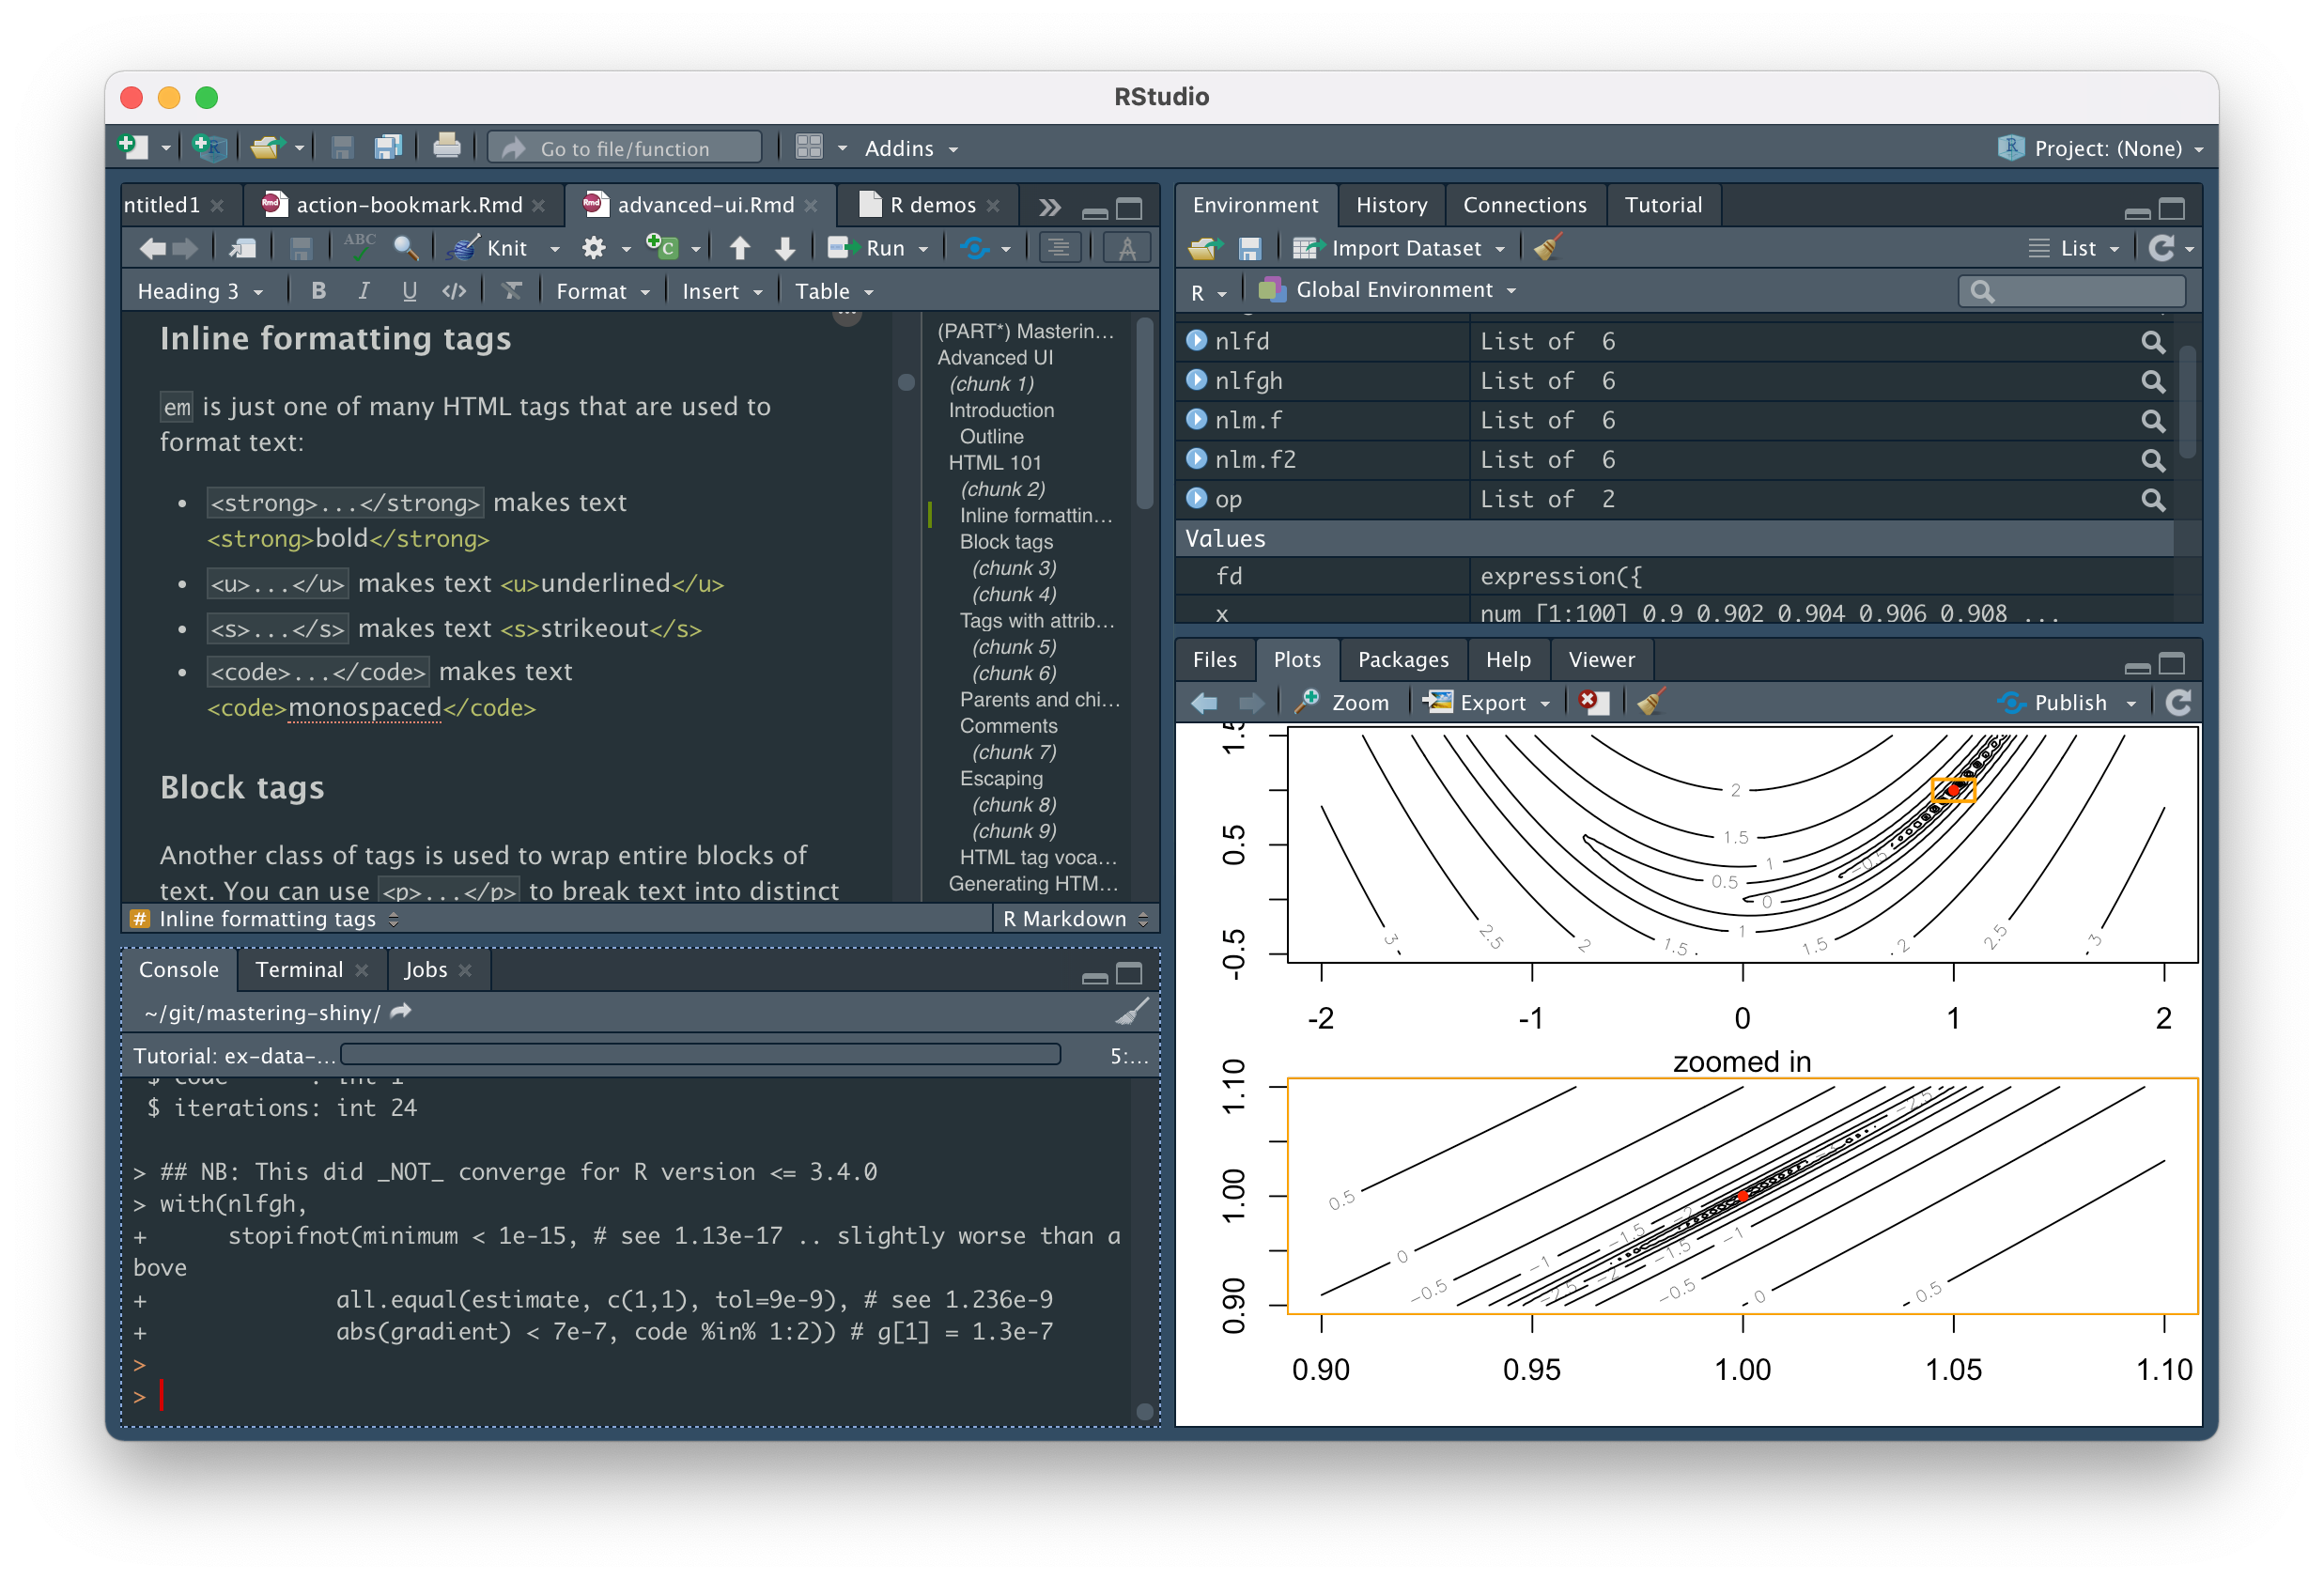 RStudio
Go to file/function
Addins
Project: (None)
ntitled1
action-bookmark.Rmd
advanced-ui.Rmd
R demos
ABC
Knit
Run
Heading 3
B I U </>
Format
Insert
Table
Inline formatting tags
em is just one of many HTML tags that are used to
format text:
• <strong>...</strong> makes text
<strong>bold</strong>
• <u>...</u> makes text <u>underlined</u>
• <s>...</s> makes text <s>strikeout</s>
• <code>...</code> makes text
<code>monospaced</code>
Block tags
Another class of tags is used to wrap entire blocks of
text. You can use <p>...</p> to break text into distinct
(PART*) Masterin...
Advanced UI
(chunk 1)
Introduction
Outline
HTML 101
(chunk 2)
Inline formattin...
Block tags
(chunk 3)
(chunk 4)
Tags with attrib...
(chunk 5)
(chunk 6)
Parents and chi...
Comments
(chunk 7)
Escaping
(chunk 8)
(chunk 9)
HTML tag voca...
Generating HTM...
# Inline formatting tags
R Markdown
Console
Terminal
Jobs
~/git/mastering-shiny/
Tutorial: ex-data-...
5:...
$ code      : int 1
$ iterations: int 24
> ## NB: This did _NOT_ converge for R version <= 3.4.0
> with(nlfgh,
+      stopifnot(minimum < 1e-15, # see 1.13e-17 .. slightly worse than a
bove
+              all.equal(estimate, c(1,1), tol=9e-9), # see 1.236e-9
+              abs(gradient) < 7e-7, code %in% 1:2)) # g[1] = 1.3e-7
>
>
Environment
History
Connections
Tutorial
Import Dataset
List
R
Global Environment
nlfd List of 6
nlfgh List of 6
nlm.f List of 6
nlm.f2 List of 6
op List of 2
Values
fd expression({
x num [1:100] 0.9 0.902 0.904 0.906 0.908 ...
Files
Plots
Packages
Help
Viewer
Zoom
Export
Publish
1.5
0.5
-0.5
2
1.5
1
0.5
-0.5
0
1
3 2.5 2 1.5 1.5 2 2.5 3
-2 -1 0 1 2
zoomed in
1.10
1.00
0.90
-2.5
0.5
0
-0.5
-1
-1.5
-2
-2.5
-2
-1.5
-1
-0.5
0
0.5
0.90 0.95 1.00 1.05 1.10